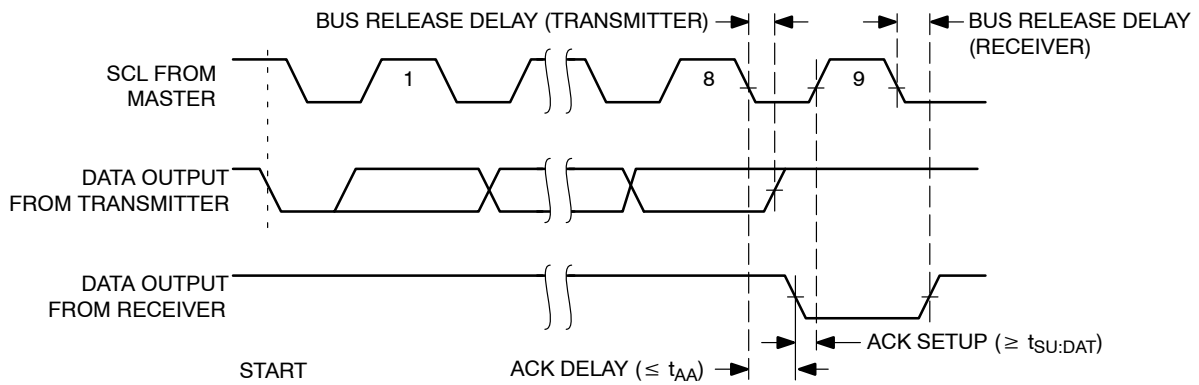 BUS RELEASE DELAY (TRANSMITTER)
BUS RELEASE DELAY
(RECEIVER)
SCL FROM
MASTER
1
8
9
DATA OUTPUT
FROM TRANSMITTER
DATA OUTPUT
FROM RECEIVER
START
ACK DELAY (≤ tAA)
ACK SETUP (≥ tSU:DAT)